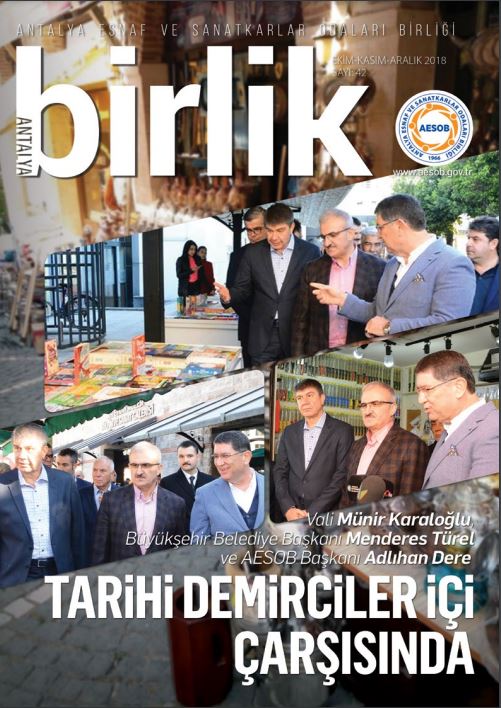 ANTALYA ESNAF VE SANATKARLAR ODALARI BİRLİĞİ
birlik
ANTALYA
EKİM-KASIM-ARALIK 2018
SAYI: 42
ANTALYA ESNAF VE SANATKARLAR ODALARI BİRLİĞİ
AESOB
1966
www.aesob.gov.tr
Vali Münir Karaloğlu,
Büyükşehir Belediye Başkanı Menderes Türel
ve AESOB Başkanı Adlıhan Dere
TARİHİ DEMİRCİLER İÇİ
ÇARŞISINDA